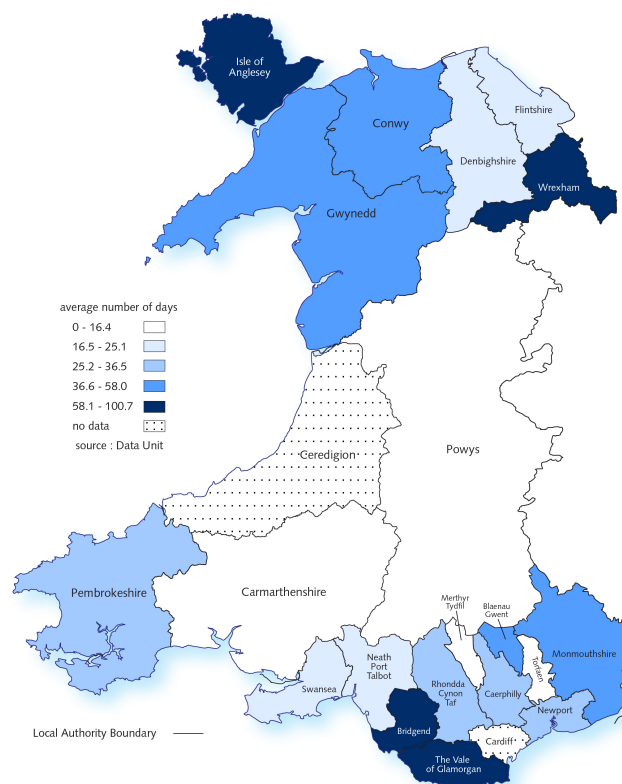 Isle of
Anglesey
Flintshire
Conwy
Denbighshire
Wrexham
Gwynedd
average number of days
0 - 16.4
16.5 - 25.1
25.2 - 36.5
36.6 - 58.0
58.1 - 100.7
no data
source : Data Unit
Ceredigion
Powys
Pembrokeshire
Carmarthenshire
Merthyr
Tydfil
Blaenau
Gwent
Monmouthshire
Torfaen
Neath
Port
Talbot
Swansea
Rhondda
Cynon
Taf
Caerphilly
Newport
Bridgend
Cardiff
Local Authority Boundary
The Vale
of Glamorgan